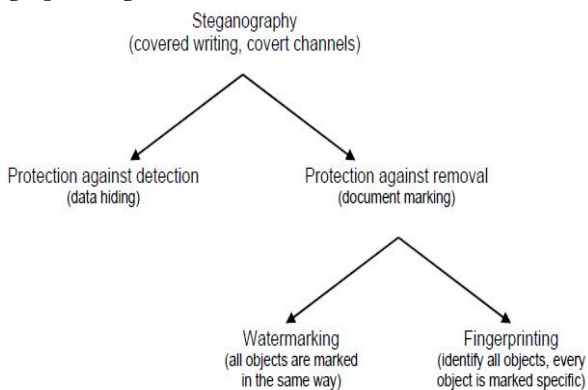 Steganography
(covered writing, covert channels)
Protection against detection
(data hiding)
Protection against removal
(document marking)
Watermarking
(all objects are marked
in the same way)
Fingerprinting
(identify all objects, every
object is marked specific)